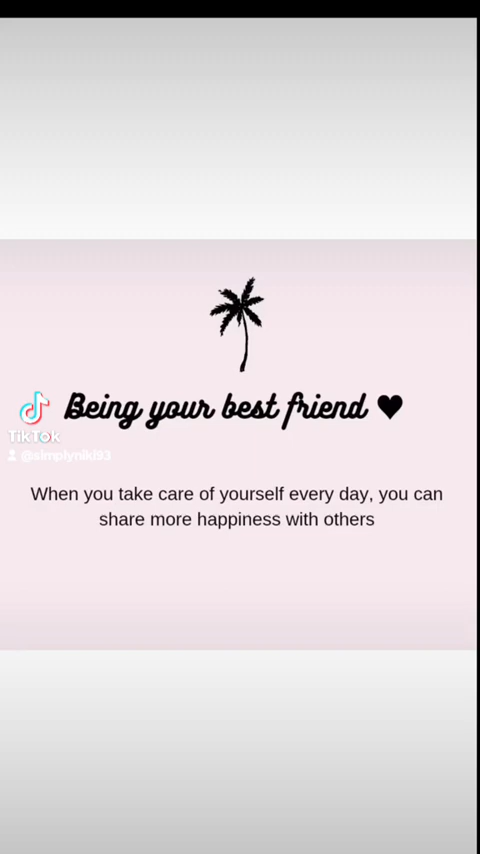 Being your best friend ♥
TikTok
@simplyniki93
When you take care of yourself every day, you can
share more happiness with others